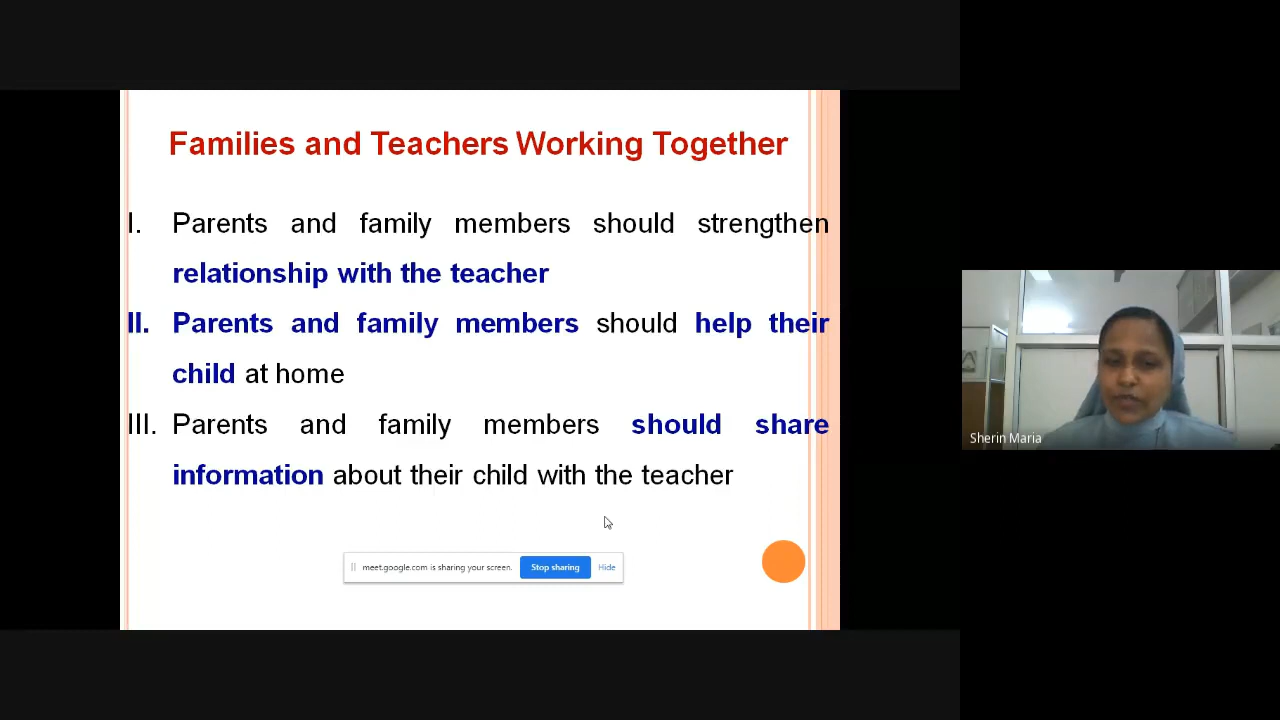 Families and Teachers Working Together
I. Parents and family members should strengthen
relationship with the teacher
II. Parents and family members should help their
child at home
III. Parents and family members should share
information about their child with the teacher
meet.google.com is sharing your screen. Stop sharing Hide
Sherin Maria